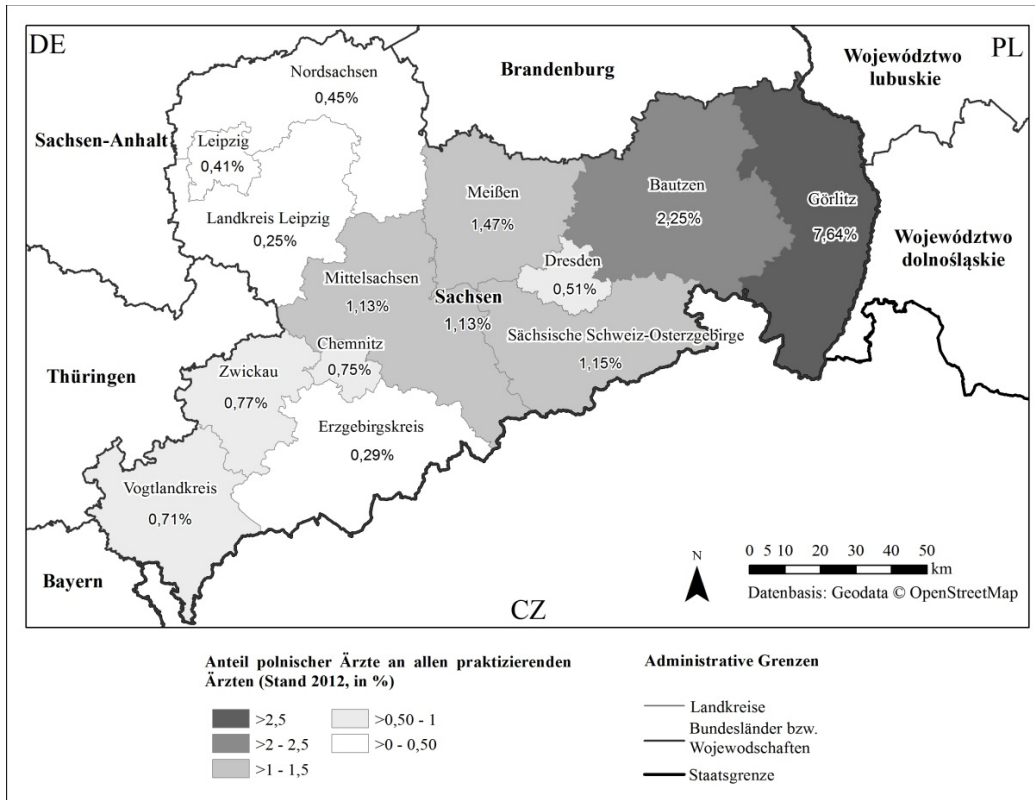 DE
PL
Nordsachsen
0,45%
Brandenburg
Województwo
lubuskie
Sachsen-Anhalt
Leipzig
0,41%
Landkreis Leipzig
0,25%
Meißen
1,47%
Bautzen
2,25%
Görlitz
7,64%
Województwo
dolnośląskie
Dresden
0,51%
Mittelsachsen
1,13%
Sachsen
1,13%
Sächsische Schweiz-Osterzgebirge
1,15%
Chemnitz
0,75%
Thüringen
Zwickau
0,77%
Erzgebirgskreis
0,29%
Vogtlandkreis
0,71%
Bayern
CZ
N
0 5 10 20 30 40 50
km
Datenbasis: Geodata © OpenStreetMap
Anteil polnischer Ärzte an allen praktizierenden
Ärzten (Stand 2012, in %)
>2,5
>2 - 2,5
>1 - 1,5
>0,50 - 1
>0 - 0,50
Administrative Grenzen
Landkreise
Bundesländer bzw.
Wojewodschaften
Staatsgrenze